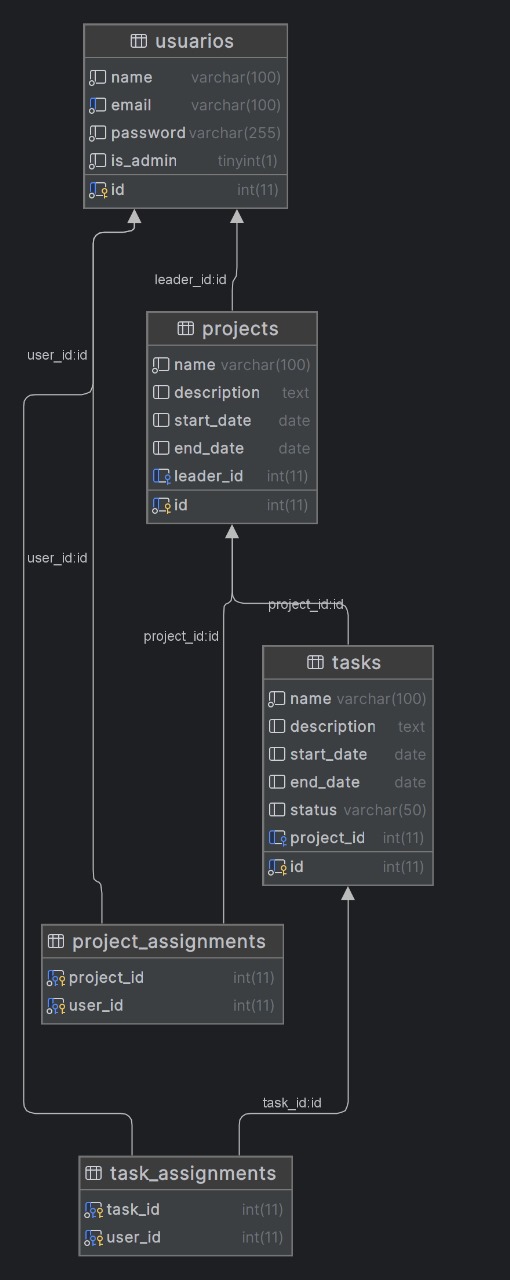 usuarios
name varchar(100)
email varchar(100)
password varchar(255)
is_admin tinyint(1)
id int(11)
leader_id:id
projects
user_id:id
name varchar(100)
description text
start_date date
end_date date
leader_id int(11)
id int(11)
user_id:id
project_id:id
project_id:id
tasks
name varchar(100)
description text
start_date date
end_date date
status varchar(50)
project_id int(11)
id int(11)
project_assignments
project_id int(11)
user_id int(11)
task_id:id
task_assignments
task_id int(11)
user_id int(11)